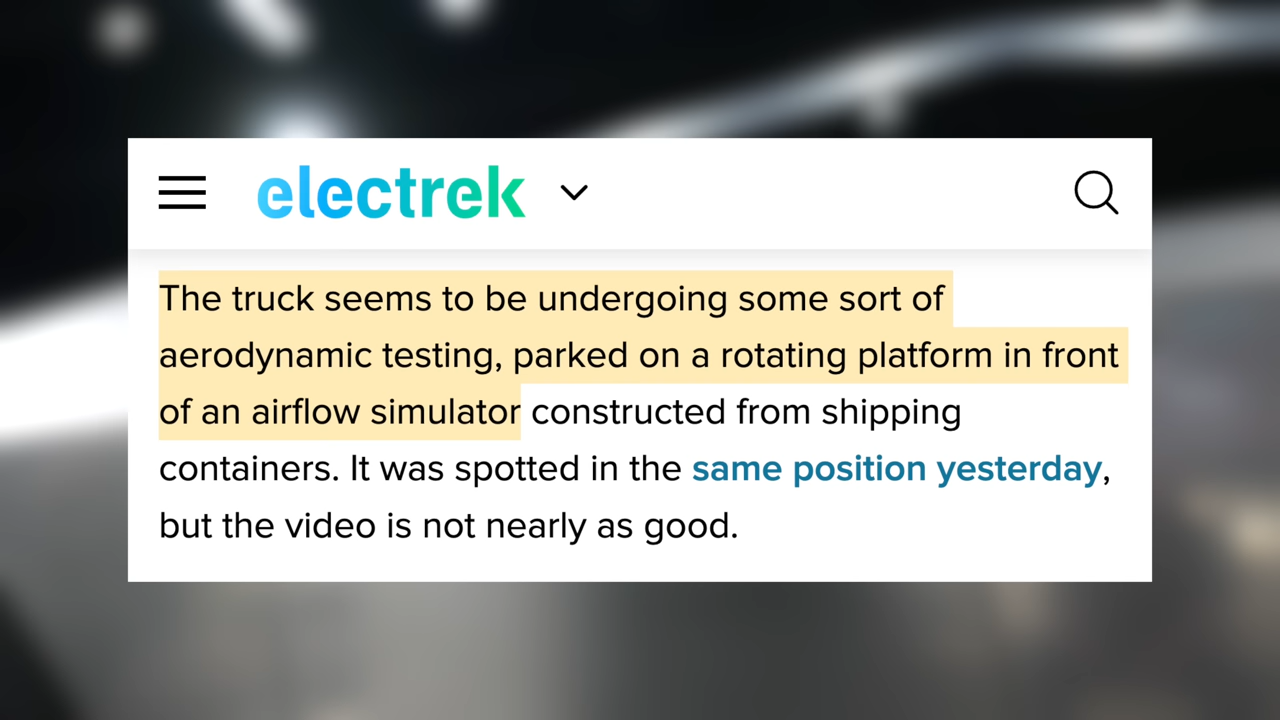 electrek
The truck seems to be undergoing some sort of
aerodynamic testing, parked on a rotating platform in front
of an airflow simulator constructed from shipping
containers. It was spotted in the same position yesterday,
but the video is not nearly as good.